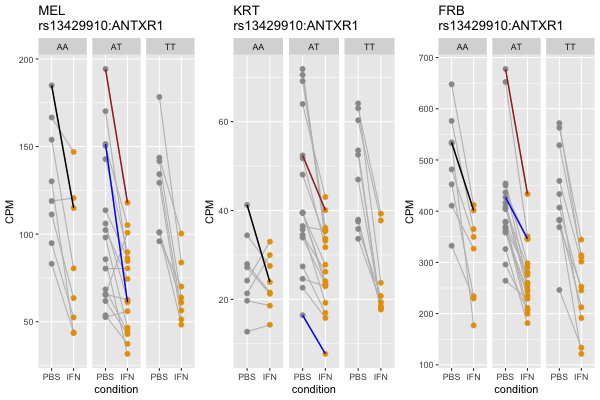 MEL
rs13429910:ANTXR1
AA AT TT
200
150
100
50
CPM
PBS IFN PBS IFN PBS IFN
condition
KRT
rs13429910:ANTXR1
AA AT TT
60
40
20
CPM
PBS IFN PBS IFN PBS IFN
condition
FRB
rs13429910:ANTXR1
AA AT TT
700
600
500
400
300
200
100
CPM
PBS IFN PBS IFN PBS IFN
condition